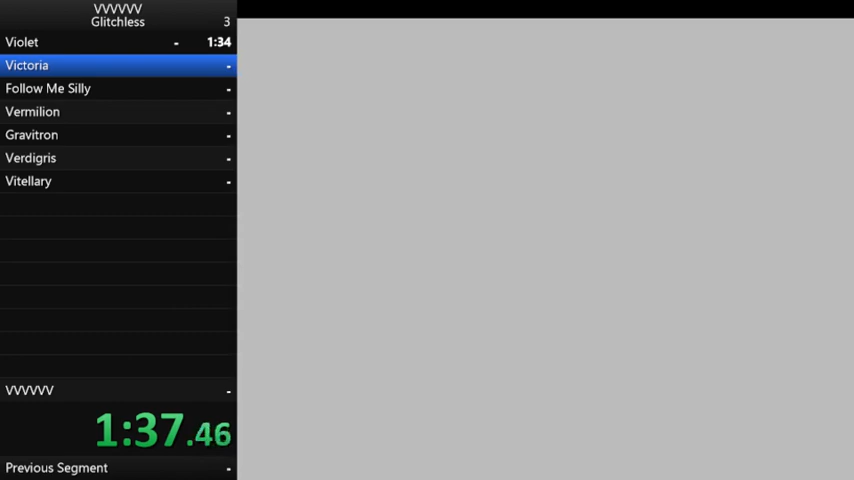 VVVVVV
Glitchless 3
Violet - 1:34
Victoria -
Follow Me Silly -
Vermilion -
Gravitron -
Verdigris -
Vitellary -
VVVVVV -
1:37.46
Previous Segment -